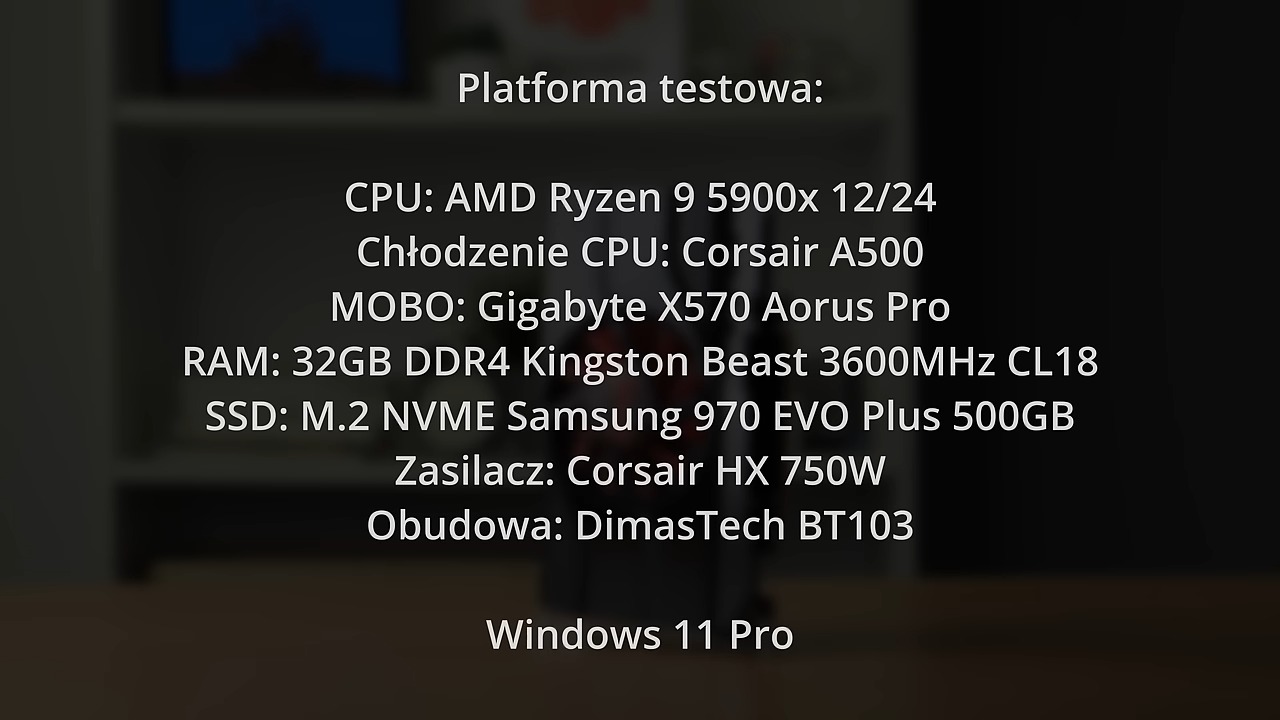 Platforma testowa:
CPU: AMD Ryzen 9 5900x 12/24
Chłodzenie CPU: Corsair A500
MOBO: Gigabyte X570 Aorus Pro
RAM: 32GB DDR4 Kingston Beast 3600MHz CL18
SSD: M.2 NVME Samsung 970 EVO Plus 500GB
Zasilacz: Corsair HX 750W
Obudowa: DimasTech BT103
Windows 11 Pro